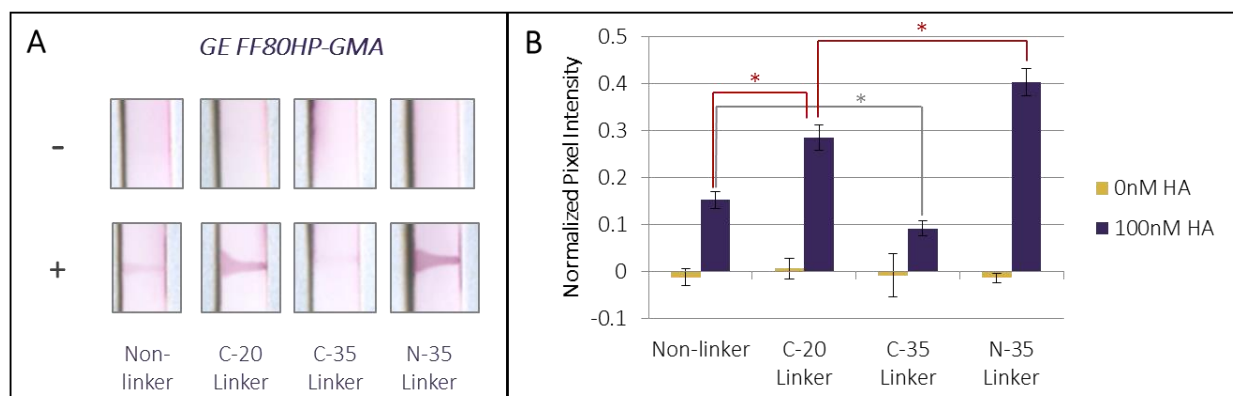 A
GE FF80HP-GMA
-
+
Non-
linker
C-20
Linker
C-35
Linker
N-35
Linker
B
Normalized Pixel Intensity
0.5
0.4
0.3
0.2
0.1
0
-0.1
*
*
*
Non-linker
C-20
Linker
C-35
Linker
N-35
Linker
0nM HA
100nM HA